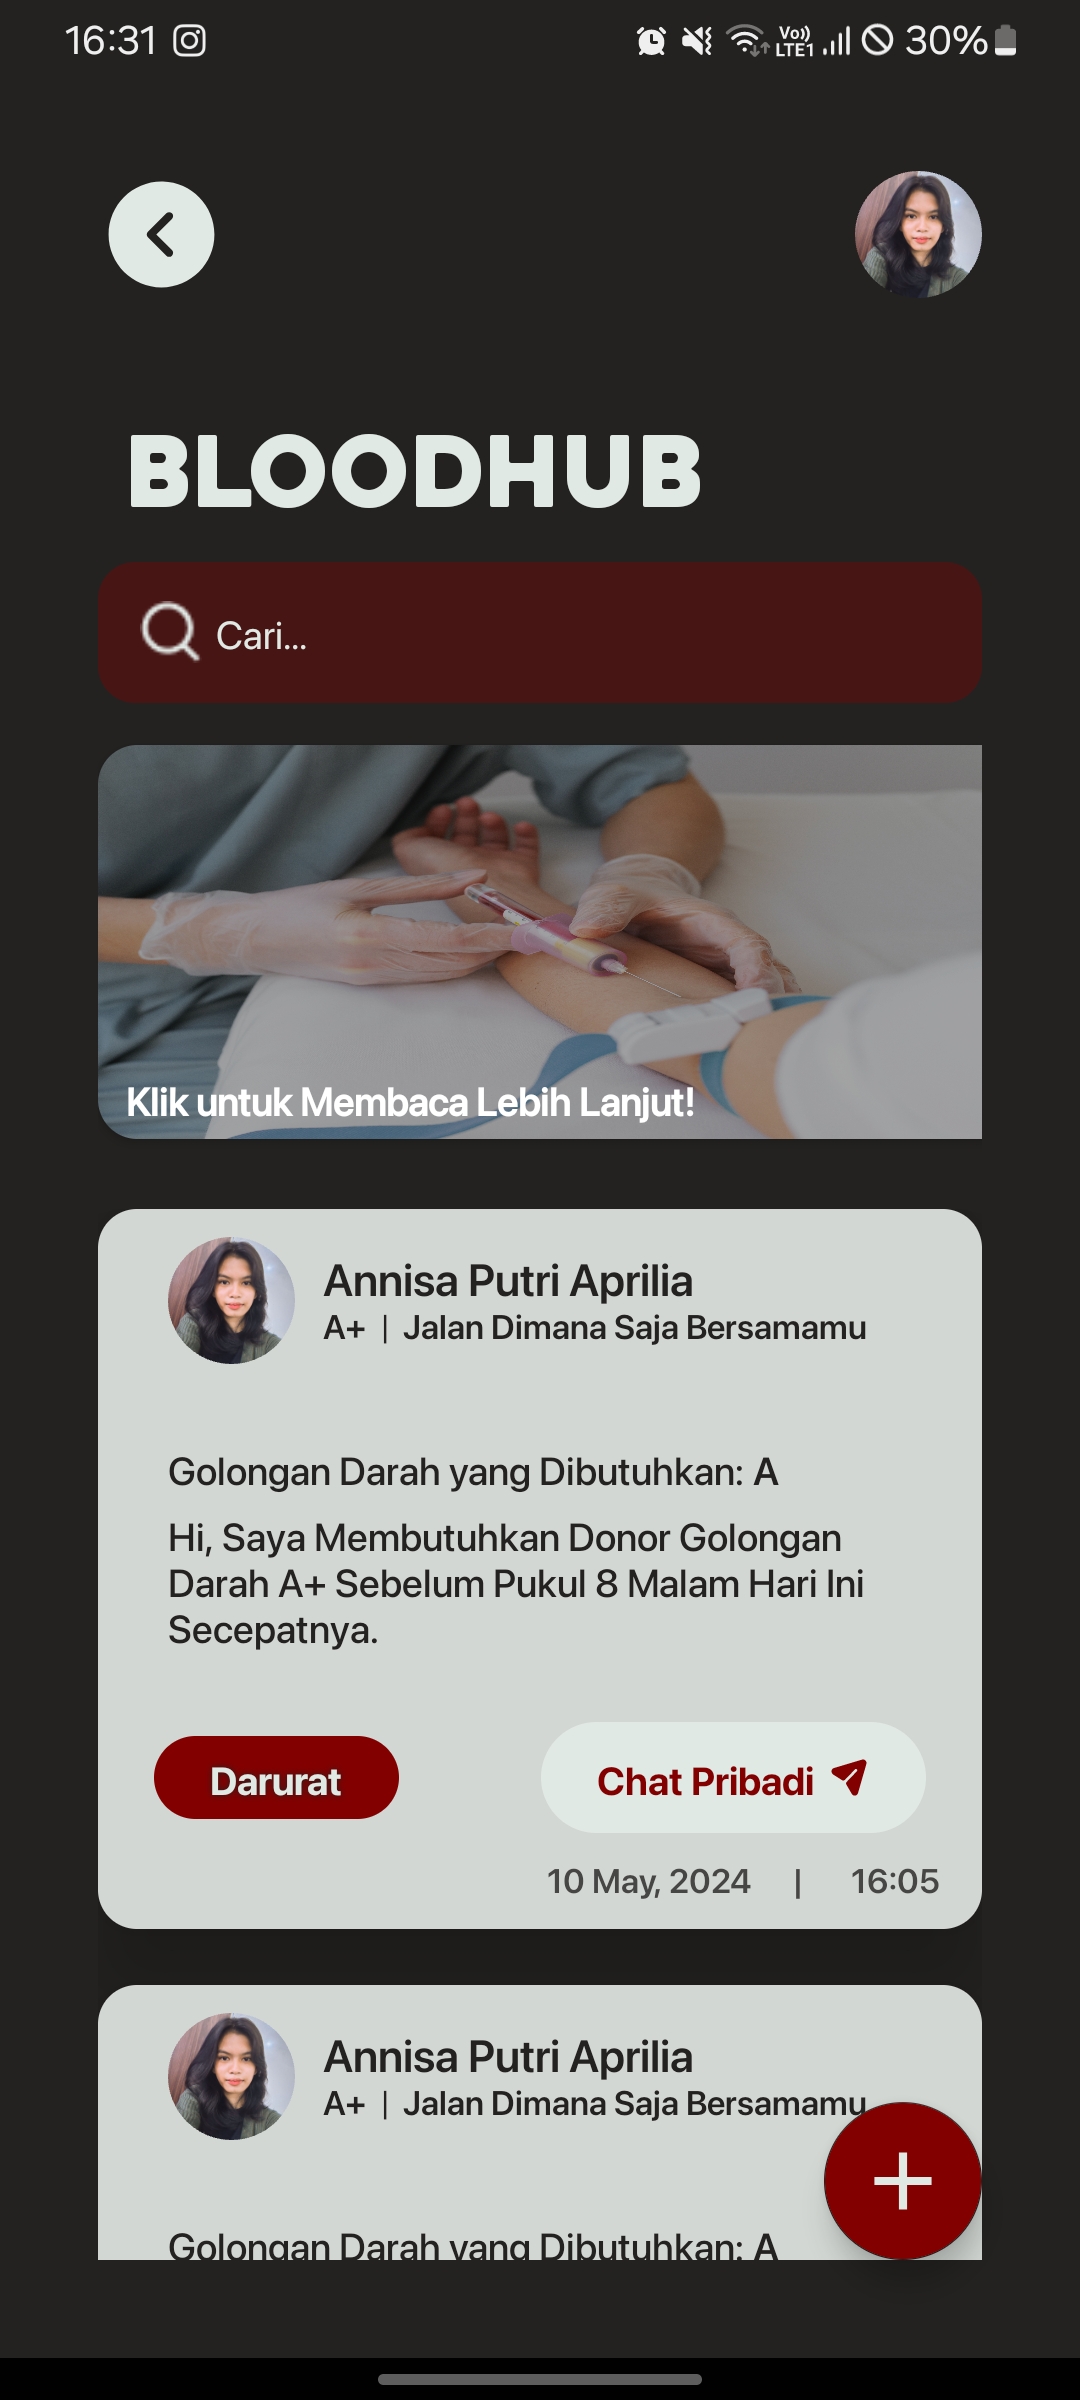 16:31
Vo)) LTE1 30%
BLOODHUB
Cari...
Klik untuk Membaca Lebih Lanjut!
Annisa Putri Aprilia
A+ | Jalan Dimana Saja Bersamamu
Golongan Darah yang Dibutuhkan: A
Hi, Saya Membutuhkan Donor Golongan
Darah A+ Sebelum Pukul 8 Malam Hari Ini
Secepatnya.
Darurat
Chat Pribadi
10 May, 2024 | 16:05
Annisa Putri Aprilia
A+ | Jalan Dimana Saja Bersamamu
Golongan Darah yang Dibutuhkan: A